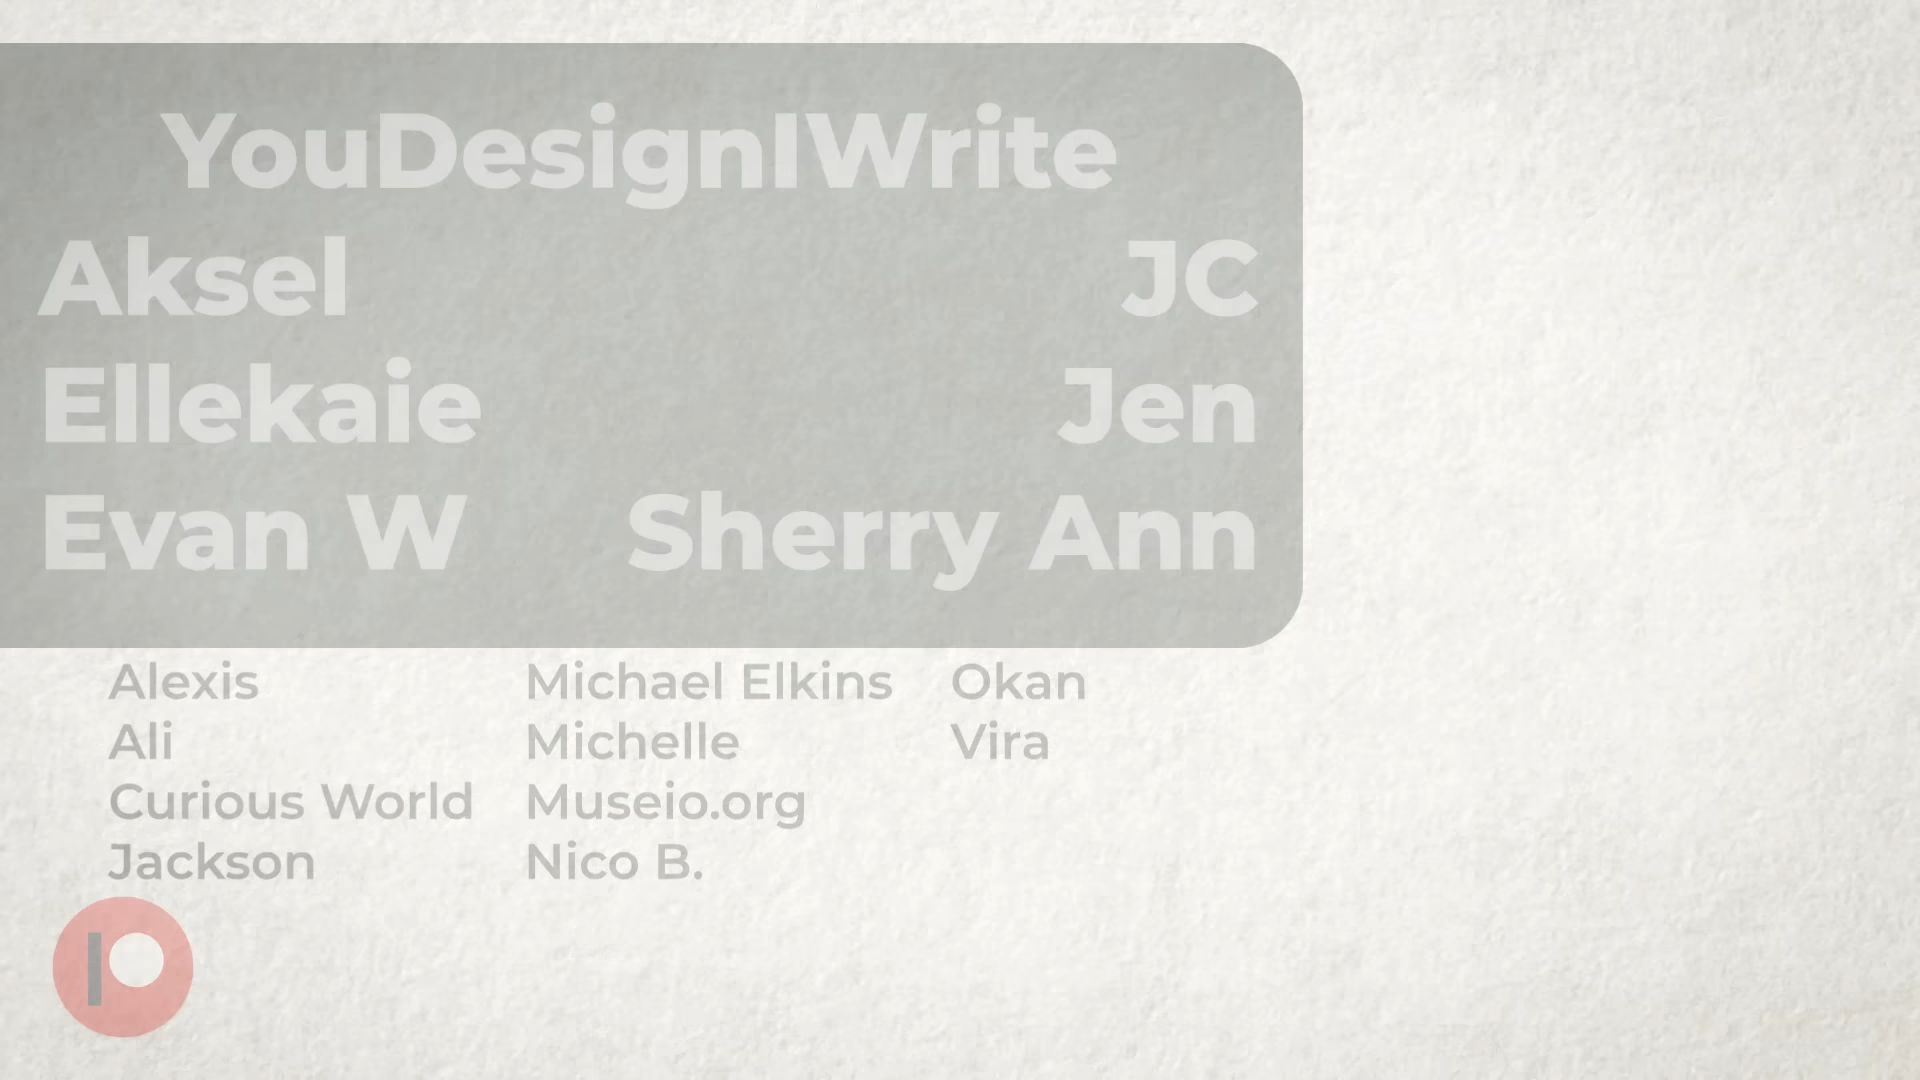 YouDesignIWrite
Aksel JC
Ellekaie Jen
Evan W Sherry Ann
Alexis Michael Elkins Okan
Ali Michelle Vira
Curious World Museio.org
Jackson Nico B.